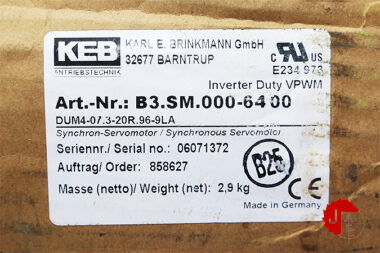 KEB
ANTRIEBSTECHNIK
KARL E. BRINKMANN GmbH
32677 BARNTRUP
C US
E234 973
Inverter Duty VPWM
Art.-Nr.: B3.SM.000-6400
DUM4-07.3-20R.96-9LA
Synchron-Servomotor / Synchronous Servomotor
Seriennr./ Serial no.: 06071372
Auftrag/ Order: 858627
B25
Masse (netto)/ Weight (net): 2,9 kg
CE
Made in Germany